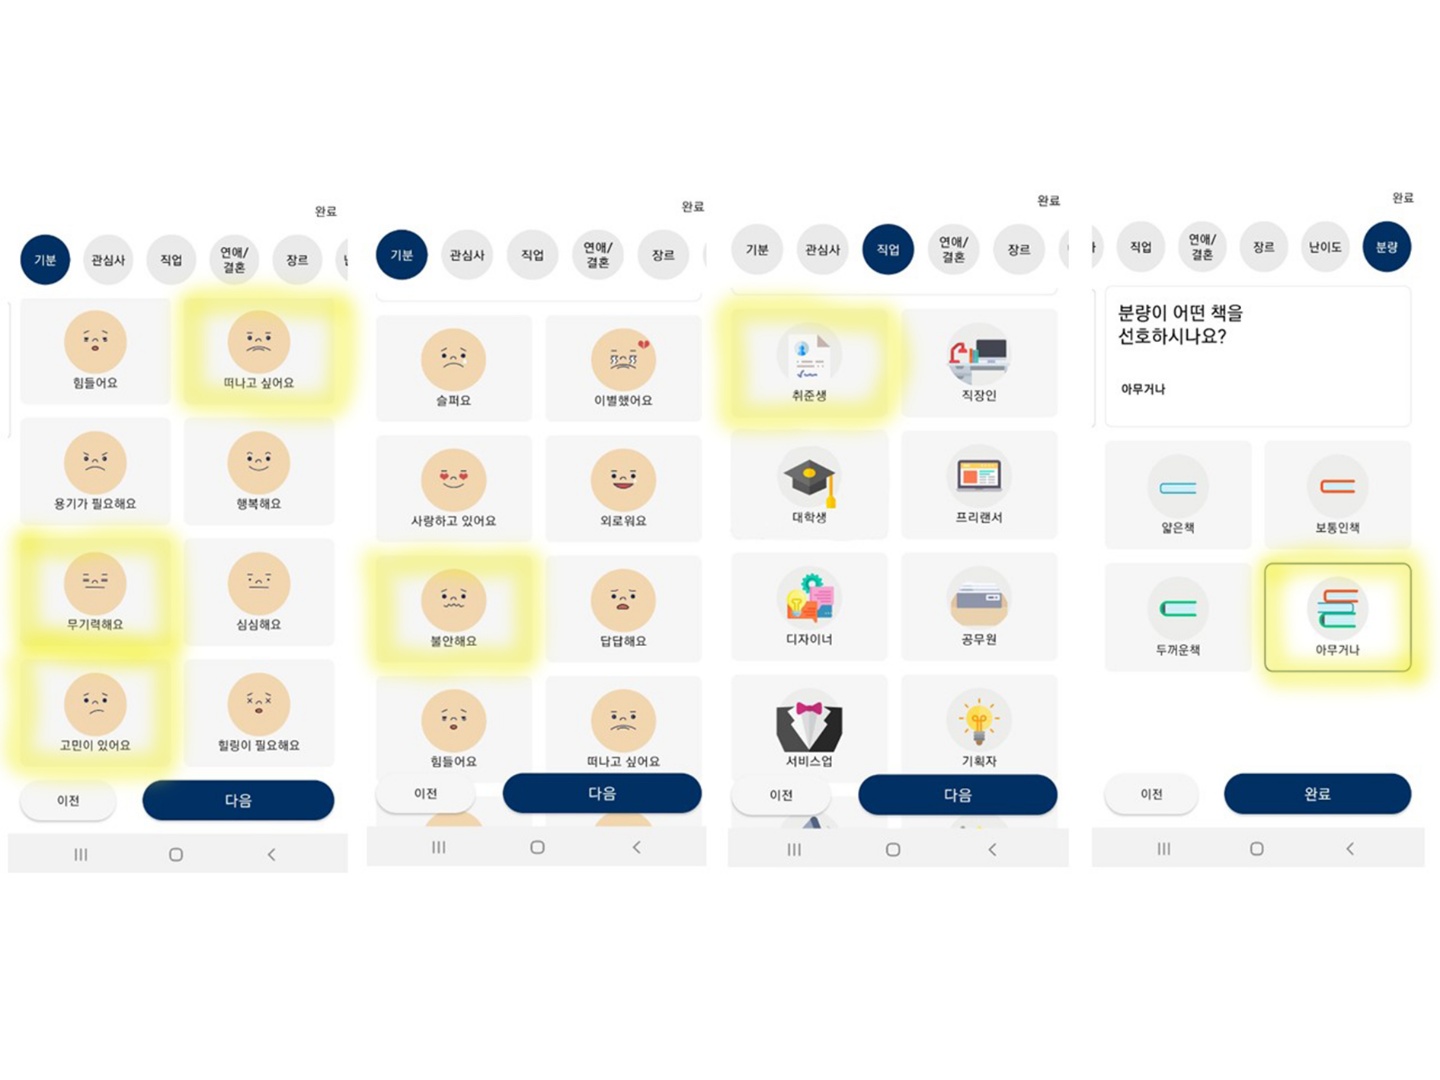 완료
기분
관심사
직업
연애/
결혼
장르
힘들어요
떠나고 싶어요
용기가 필요해요
행복해요
무기력해요
심심해요
고민이 있어요
힐링이 필요해요
이전
다음
완료
기분
관심사
직업
연애/
결혼
장르
슬퍼요
이별했어요
사랑하고 있어요
외로워요
불안해요
답답해요
힘들어요
떠나고 싶어요
이전
다음
완료
기분
관심사
직업
연애/
결혼
장르
취준생
직장인
대학생
프리랜서
디자이너
공무원
서비스업
기획자
이전
다음
완료
직업
연애/
결혼
장르
난이도
분량
분량이 어떤 책을
선호하시나요?
아무거나
얇은책
보통인책
두꺼운책
아무거나
이전
완료